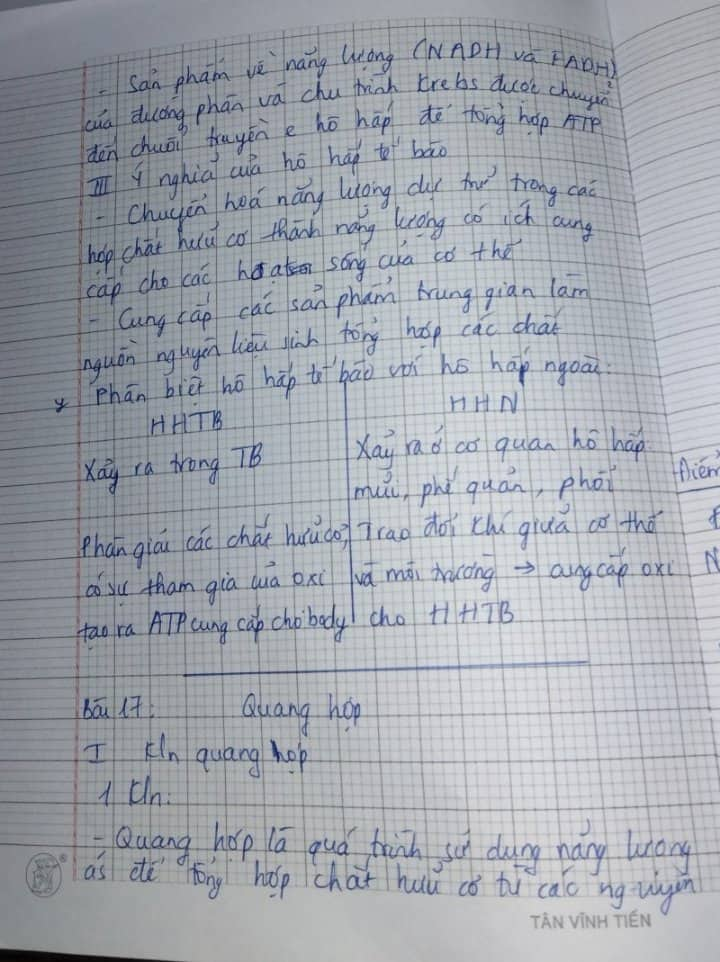 - Sản phẩm về năng lượng (NADH và FADH2)
của đường phân và chu trình Krebs được chuyển
đến chuỗi truyền e hô hấp để tổng hợp ATP
III Ý nghĩa của hô hấp tế bào
- Chuyển hoá năng lượng dự trữ trong các
hợp chất hữu cơ thành năng lượng có ích cung
cấp cho các hoạt sống của cơ thể
- Cung cấp các sản phẩm trung gian làm
nguồn nguyên liệu sinh tổng hợp các chất
* Phân biệt hô hấp tế bào với hô hấp ngoài:
HHTB
HHN
Xảy ra trong TB
Xảy ra ở cơ quan hô hấp:
mũi, phế quản, phổi
Phân giải các chất hữu cơ,
có sự tham gia của oxi
tạo ra ATP cung cấp cho body
Trao đổi khí giữa cơ thể
và môi trường → cung cấp oxi
cho HHTB
Điểm
N
Bài 17: Quang hợp
I Kn quang hợp
1 Kn:
- Quang hợp là quá trình sử dụng năng lượng
ás để tổng hợp chất hữu cơ từ các nguyên
TÂN VĨNH TIẾN